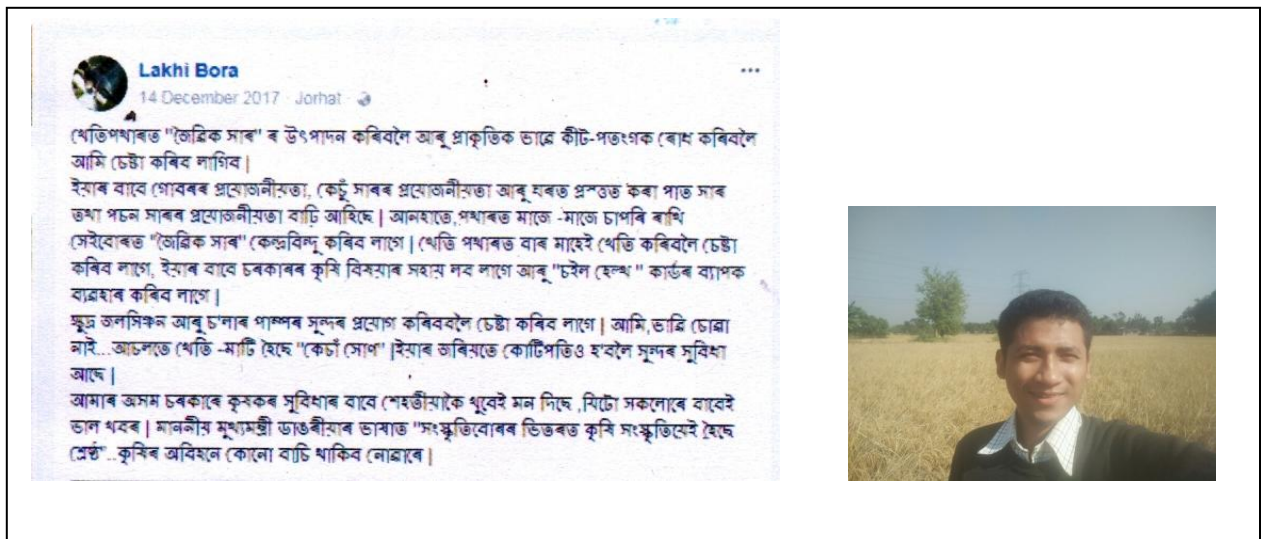 Lakhi Bora
14 December 2017 · Jorhat ·
খেতিপথাৰত "জৈৱিক সাৰ" ৰ উৎপাদন কৰিবলৈ আৰু প্ৰাকৃতিক ভাৱে কীট-পতংগক ৰোধ কৰিবলৈ
আমি চেষ্টা কৰিব লাগিব |
ইয়াৰ বাবে গোবৰৰ প্ৰয়োজনীয়তা, কেচুঁ সাৰৰ প্ৰয়োজনীয়তা আৰু ঘৰত প্ৰস্তুত কৰা পাত সাৰ
তথা পচন সাৰৰ প্ৰয়োজনীয়তা বাঢ়ি আহিছে | আনহাতে,পথাৰত মাজে -মাজে চাপৰি ৰাখি
সেইবোৰত "জৈৱিক সাৰ" কেন্দ্ৰবিন্দু কৰিব লাগে | খেতি পথাৰত বাৰ মাহেই খেতি কৰিবলৈ চেষ্টা
কৰিব লাগে, ইয়াৰ বাবে চৰকাৰৰ কৃষি বিষয়াৰ সহায় লব লাগে আৰু "চইল হেল্থ " কাৰ্ডৰ ব্যাপক
ব্যৱহাৰ কৰিব লাগে |
ক্ষুদ্ৰ জলসিঞ্চন আৰু চ'লাৰ পাম্পৰ সুন্দৰ প্ৰয়োগ কৰিববলৈ চেষ্টা কৰিব লাগে | আমি,ভাৱি চোৱা
নাই...আচলতে খেতি -মাটি হৈছে "কেচাঁ সোণ" |ইয়াৰ জৰিয়তে কোটিপতিও হ'বলৈ সুন্দৰ সুবিধা
আছে |
আমাৰ অসম চৰকাৰে কৃষকৰ সুবিধাৰ বাবে শেহতীয়াকৈ খুবেই মন দিছে ,যিটো সকলোৰে বাবেই
ভাল খবৰ | মাননীয় মুখ্যমন্ত্ৰী ডাঙৰীয়াৰ ভাষাত "সংস্কৃতিবোৰৰ ভিতৰত কৃষি সংস্কৃতিয়েই হৈছে
শ্ৰেষ্ঠ"..কৃষিৰ অবিহনে কোনো বাচি থাকিব নোৱাৰে |